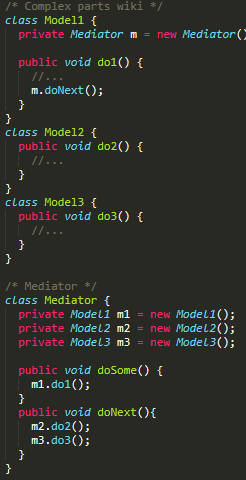 /* Complex parts wiki */
class Model1 {
private Mediator m = new Mediator()
public void do1() {
//...
m.doNext();
}
}
class Model2 {
public void do2() {
//...
}
}
class Model3 {
public void do3() {
//...
}
}
/* Mediator */
class Mediator {
private Model1 m1 = new Model1();
private Model2 m2 = new Model2();
private Model3 m3 = new Model3();
public void doSome() {
m1.do1();
}
public void doNext(){
m2.do2();
m3.do3();
}
}